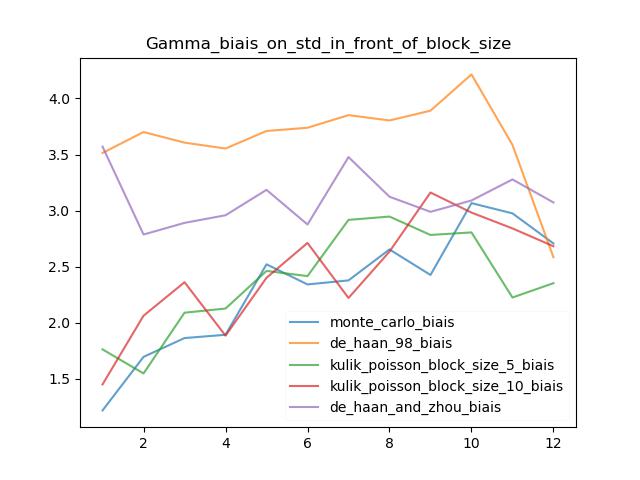 Gamma_biais_on_std_in_front_of_block_size
4.0
3.5
3.0
2.5
2.0
1.5
monte_carlo_biais
de_haan_98_biais
kulik_poisson_block_size_5_biais
kulik_poisson_block_size_10_biais
de_haan_and_zhou_biais
2 4 6 8 10 12